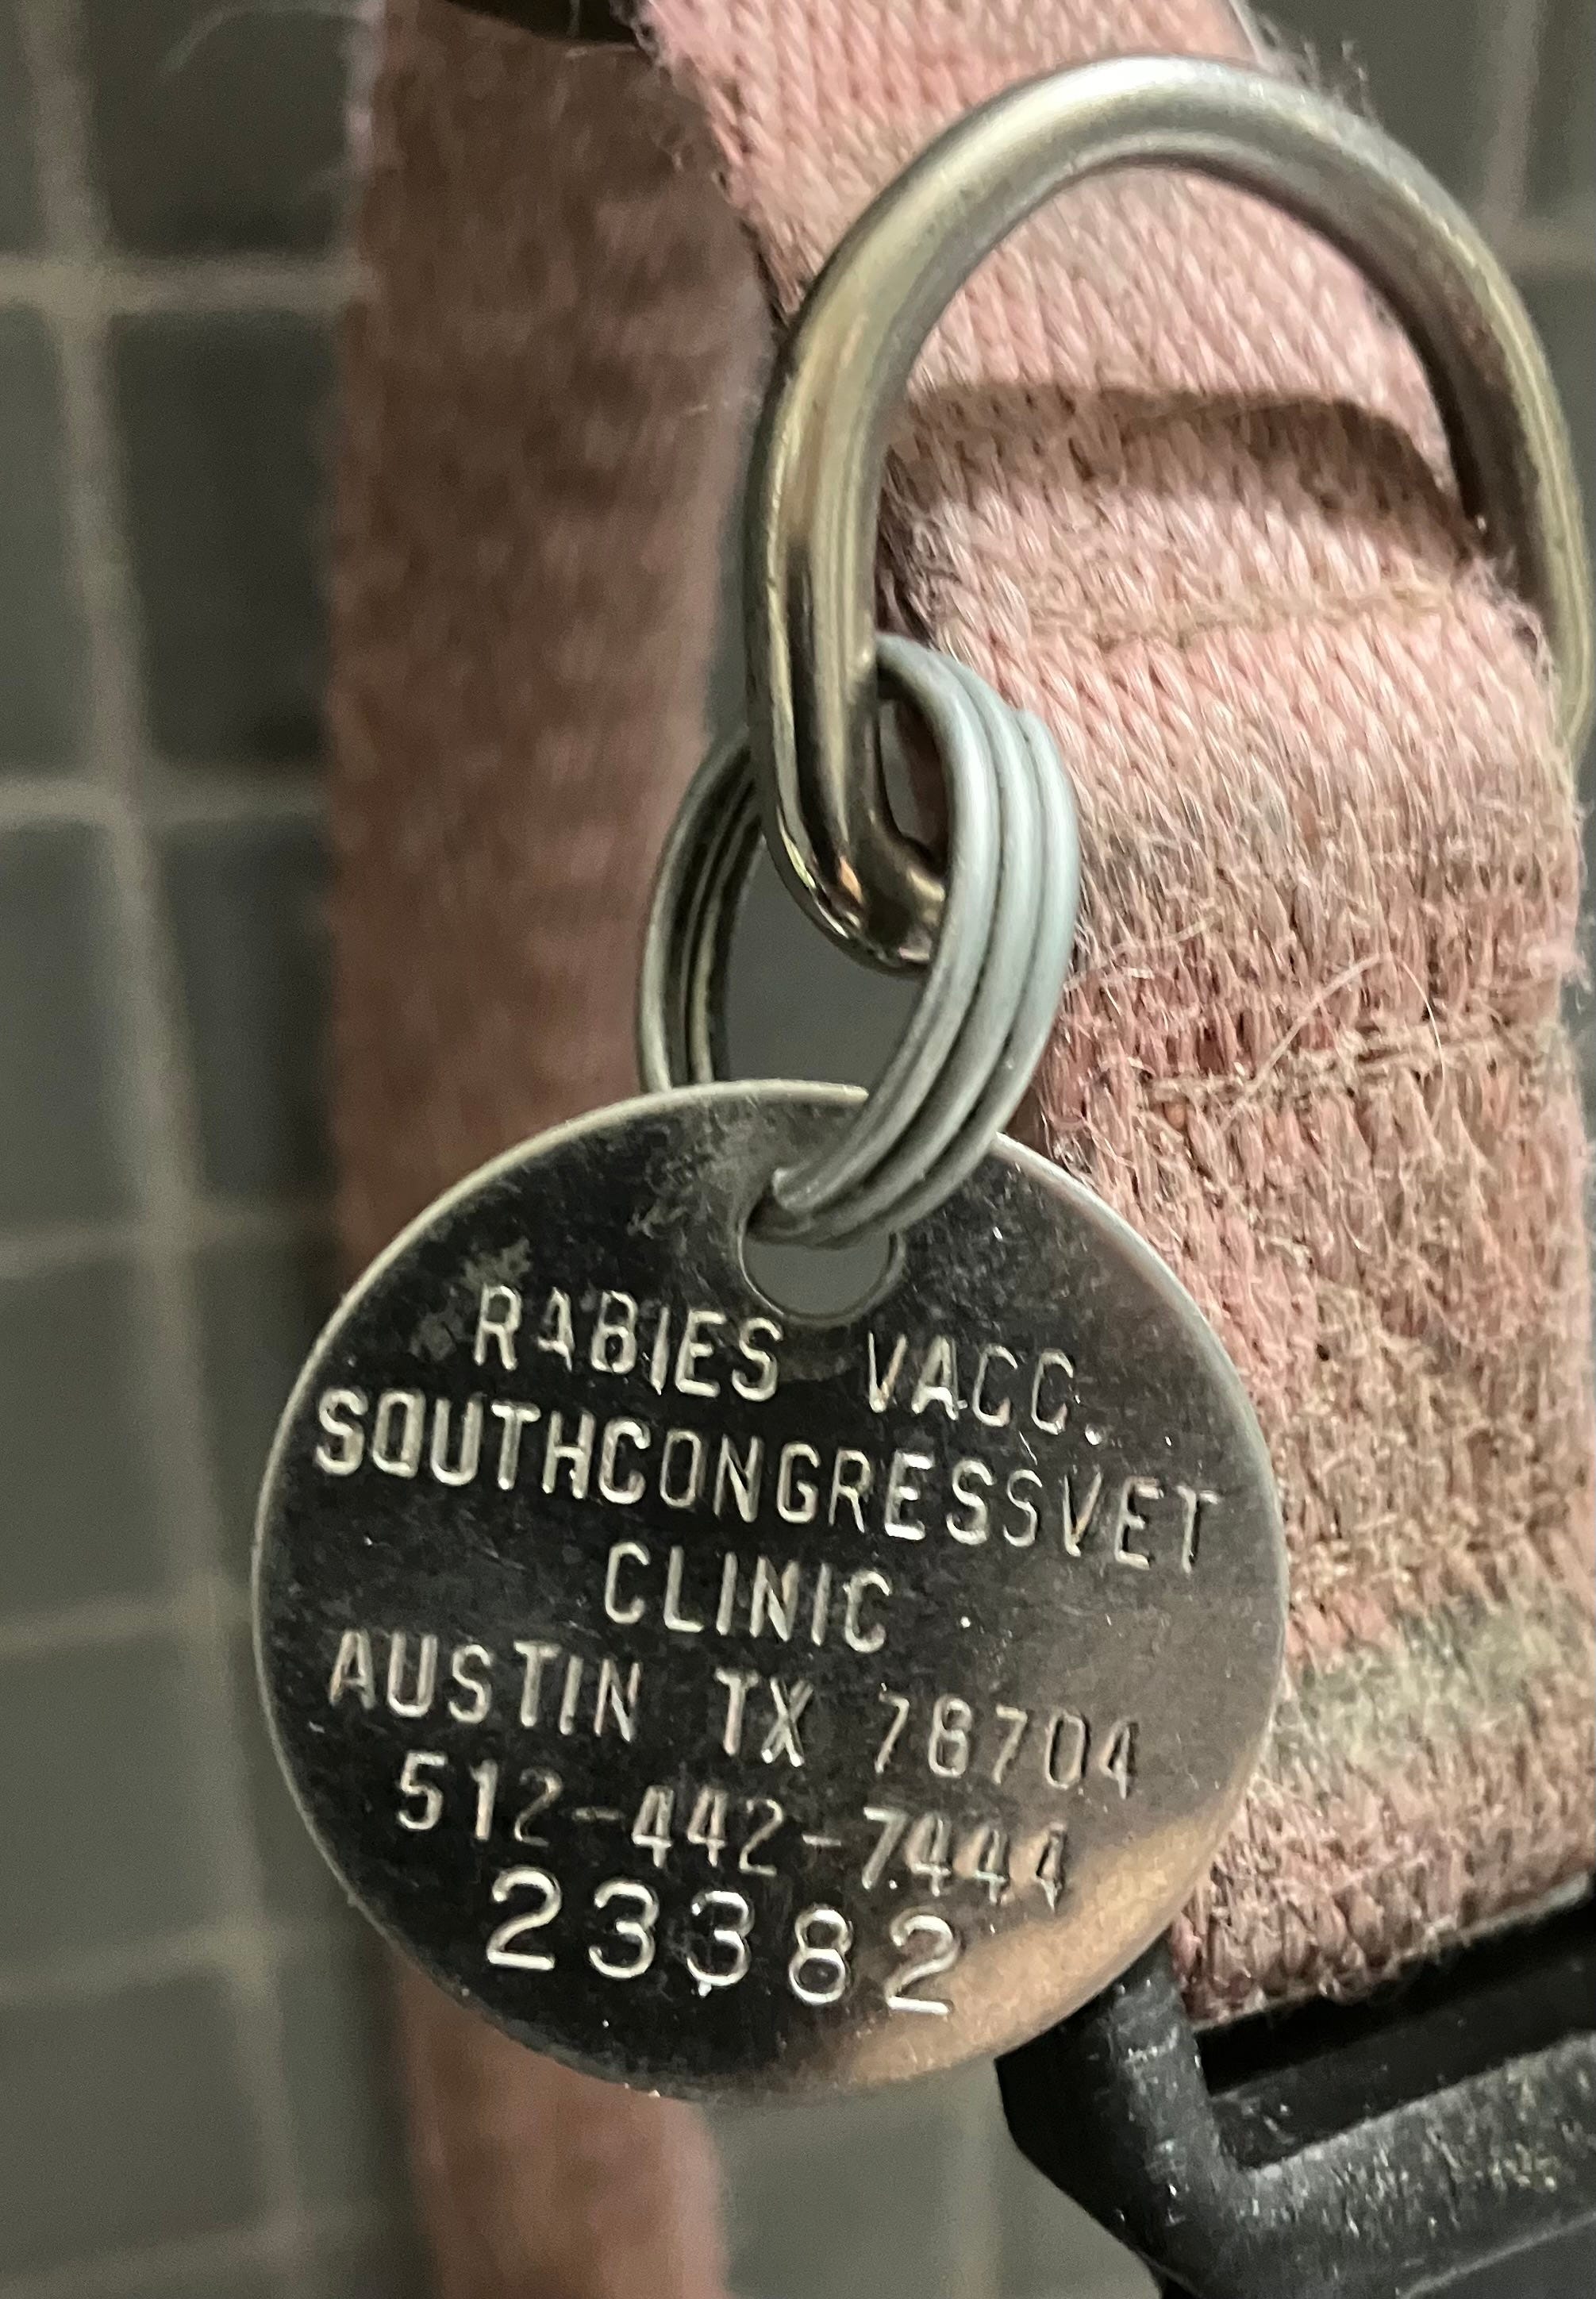 RABIES VACC.
SOUTHCONGRESSVET
CLINIC
AUSTIN TX 78704
512-442-7444
23382